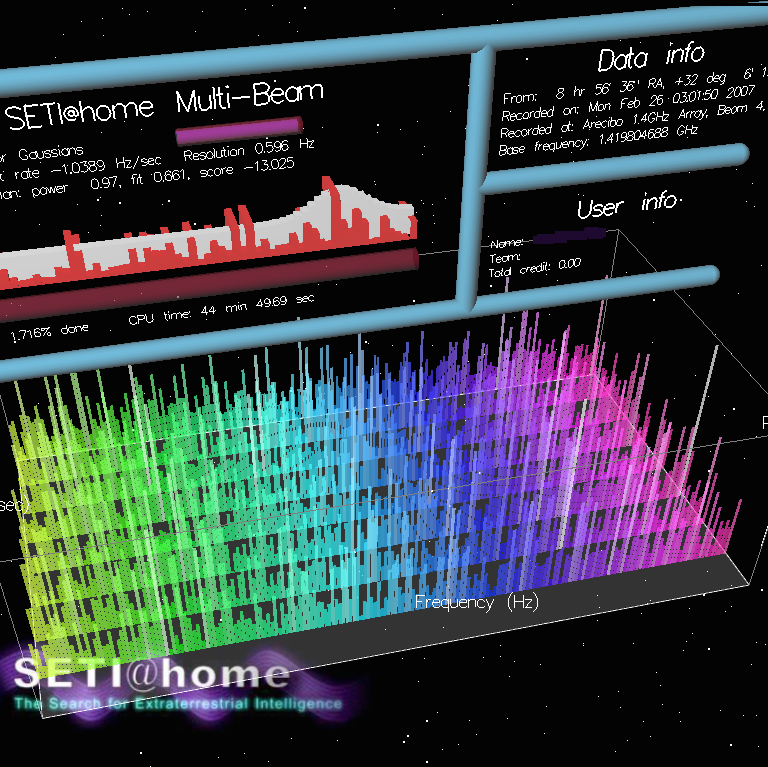 SETI@home Multi-Beam
or Gaussians
t rate -1.0389 Hz/sec Resolution 0.596 Hz
power 0.97, fit 0.661, score -13.025
1.716% done CPU time: 44 min 49.69 sec
Data info
From: 8 hr 56' 36" RA, +32 deg 6'
Recorded on: Mon Feb 26 03:01:50 2007
Recorded at: Arecibo 1.4GHz Array, Beam 4,
Base frequency: 1.419804688 GHz
User info
Name:
Team:
Total credit: 0.00
sec)
Frequency (Hz)
SETI@home
The Search for Extraterrestrial Intelligence